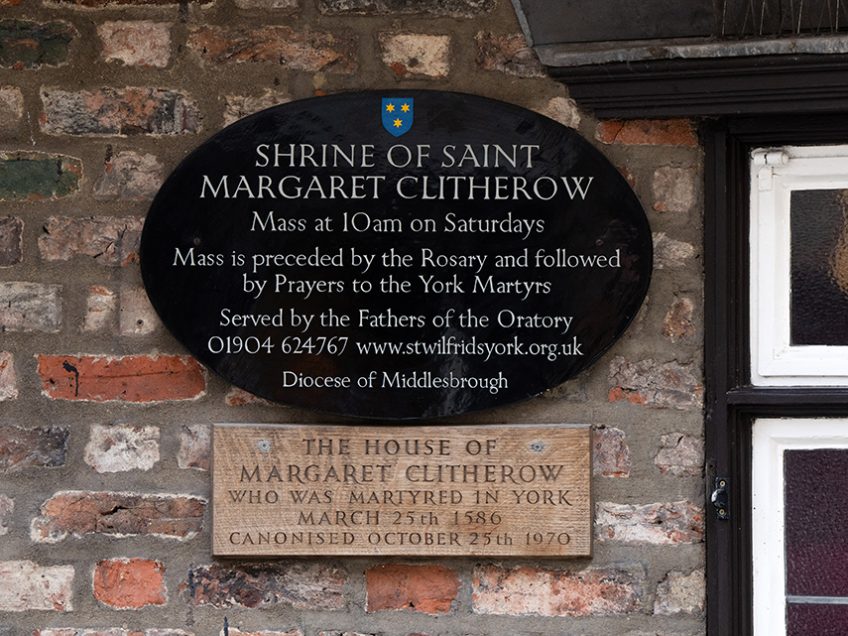 SHRINE OF SAINT
MARGARET CLITHEROW
Mass at 10am on Saturdays
Mass is preceded by the Rosary and followed
by Prayers to the York Martyrs
Served by the Fathers of the Oratory
01904 624767 www.stwilfridsyork.org.uk
Diocese of Middlesbrough
THE HOUSE OF
MARGARET CLITHEROW
WHO WAS MARTYRED IN YORK
MARCH 25th 1586
CANONISED OCTOBER 25th 1970